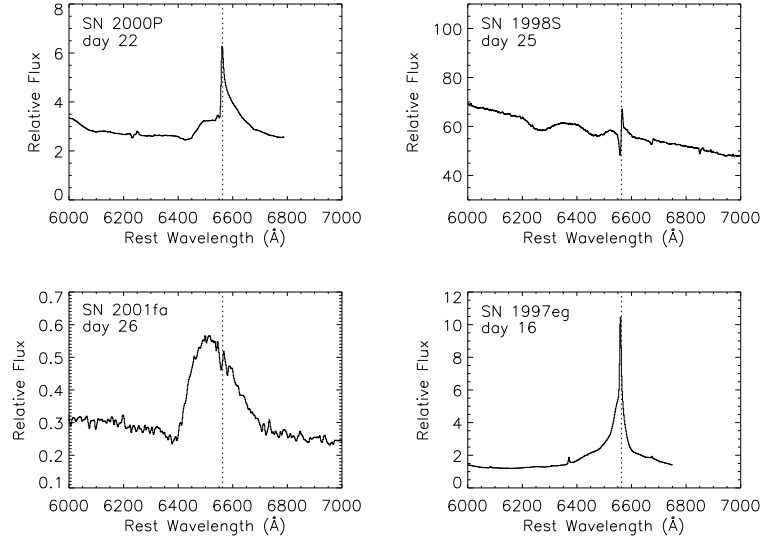 SN 2000P
day 22
Relative Flux
8
6
4
2
0
6000 6200 6400 6600 6800 7000
Rest Wavelength (Å)
SN 1998S
day 25
Relative Flux
100
80
60
40
6000 6200 6400 6600 6800 7000
Rest Wavelength (Å)
SN 2001fa
day 26
Relative Flux
0.7
0.6
0.5
0.4
0.3
0.2
0.1
6000 6200 6400 6600 6800 7000
Rest Wavelength (Å)
SN 1997eg
day 16
Relative Flux
12
10
8
6
4
2
0
6000 6200 6400 6600 6800 7000
Rest Wavelength (Å)